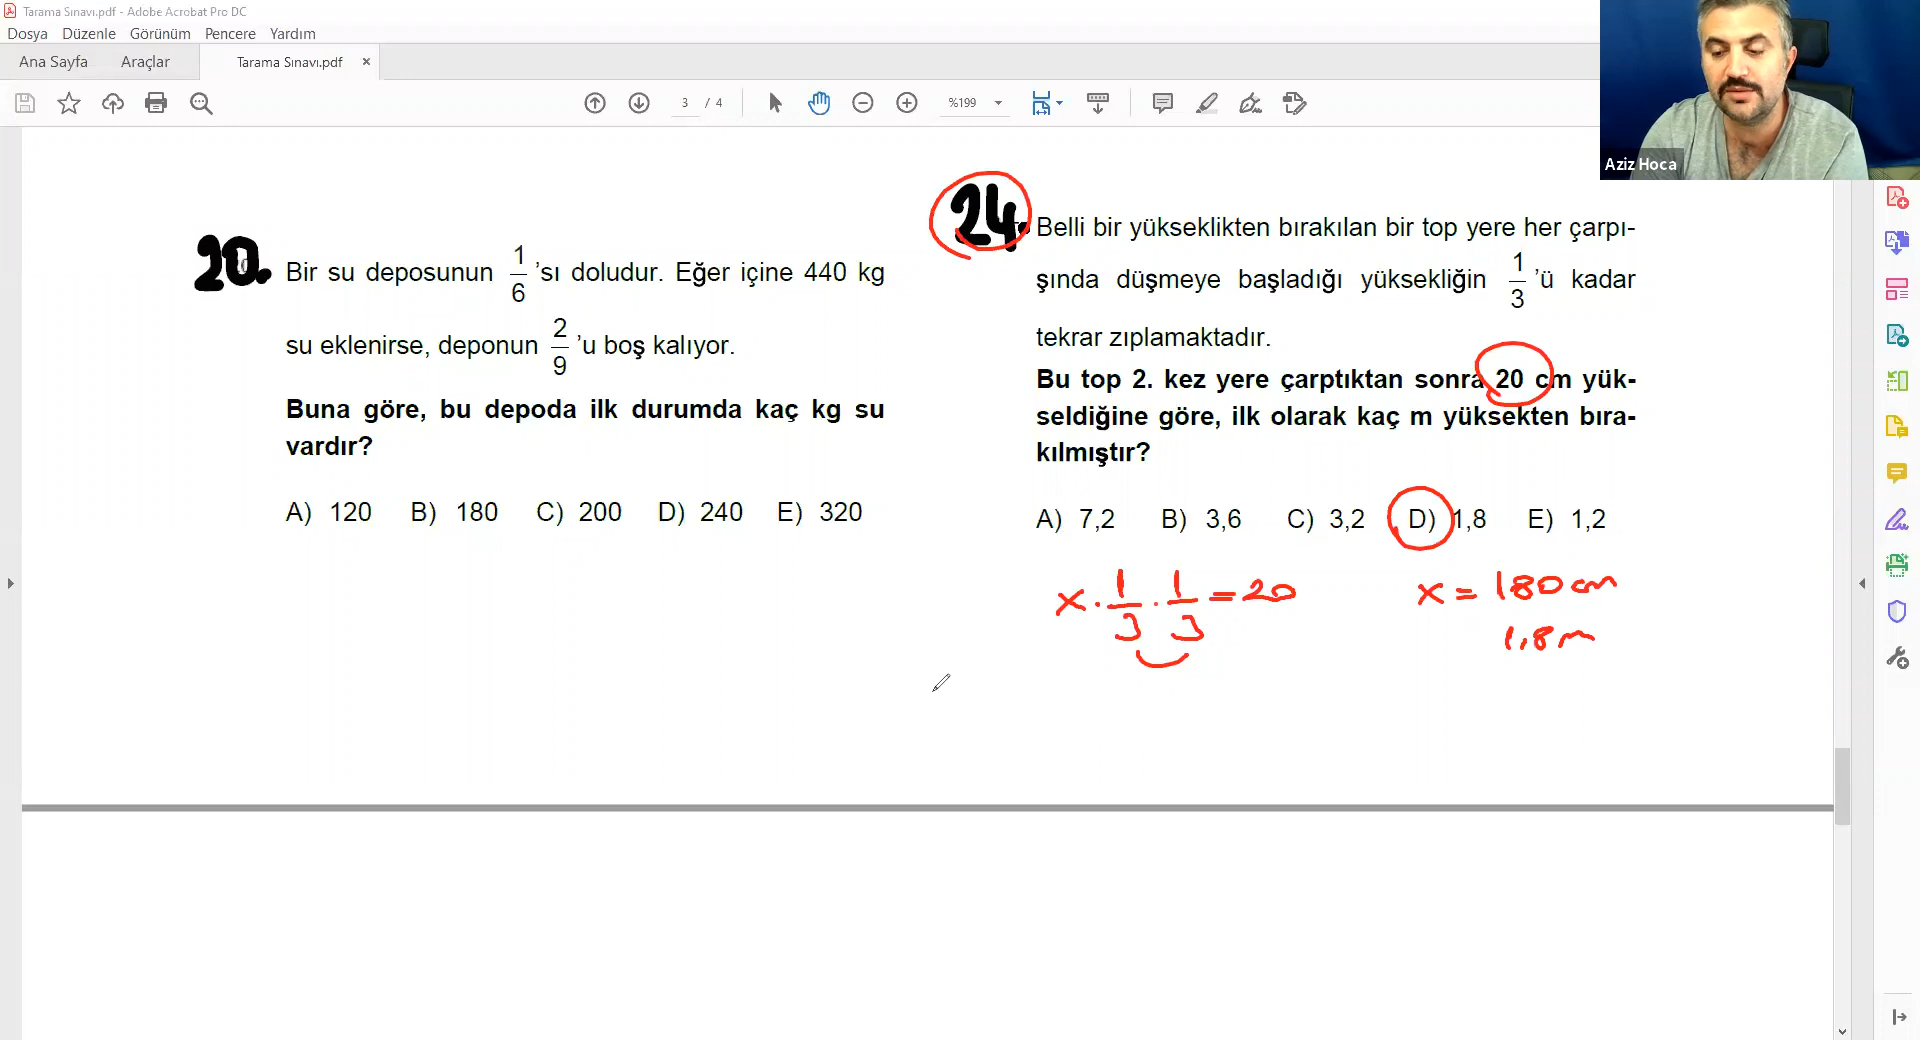 Tarama Sınavı.pdf - Adobe Acrobat Pro DC
Dosya Düzenle Görünüm Pencere Yardım
Ana Sayfa Araçlar Tarama Sınavı.pdf ×
3 / 4 %199
Aziz Hoca
20.
Bir su deposunun 1/6 ’sı doludur. Eğer içine 440 kg
su eklenirse, deponun 2/9 ’u boş kalıyor.
Buna göre, bu depoda ilk durumda kaç kg su
vardır?
A) 120 B) 180 C) 200 D) 240 E) 320
24
Belli bir yükseklikten bırakılan bir top yere her çarpı-
şında düşmeye başladığı yüksekliğin 1/3 ’ü kadar
tekrar zıplamaktadır.
Bu top 2. kez yere çarptıktan sonra 20 cm yük-
seldiğine göre, ilk olarak kaç m yüksekten bıra-
kılmıştır?
A) 7,2 B) 3,6 C) 3,2 D) 1,8 E) 1,2
x · 1/3 · 1/3 = 20
x = 180 cm
1,8 m